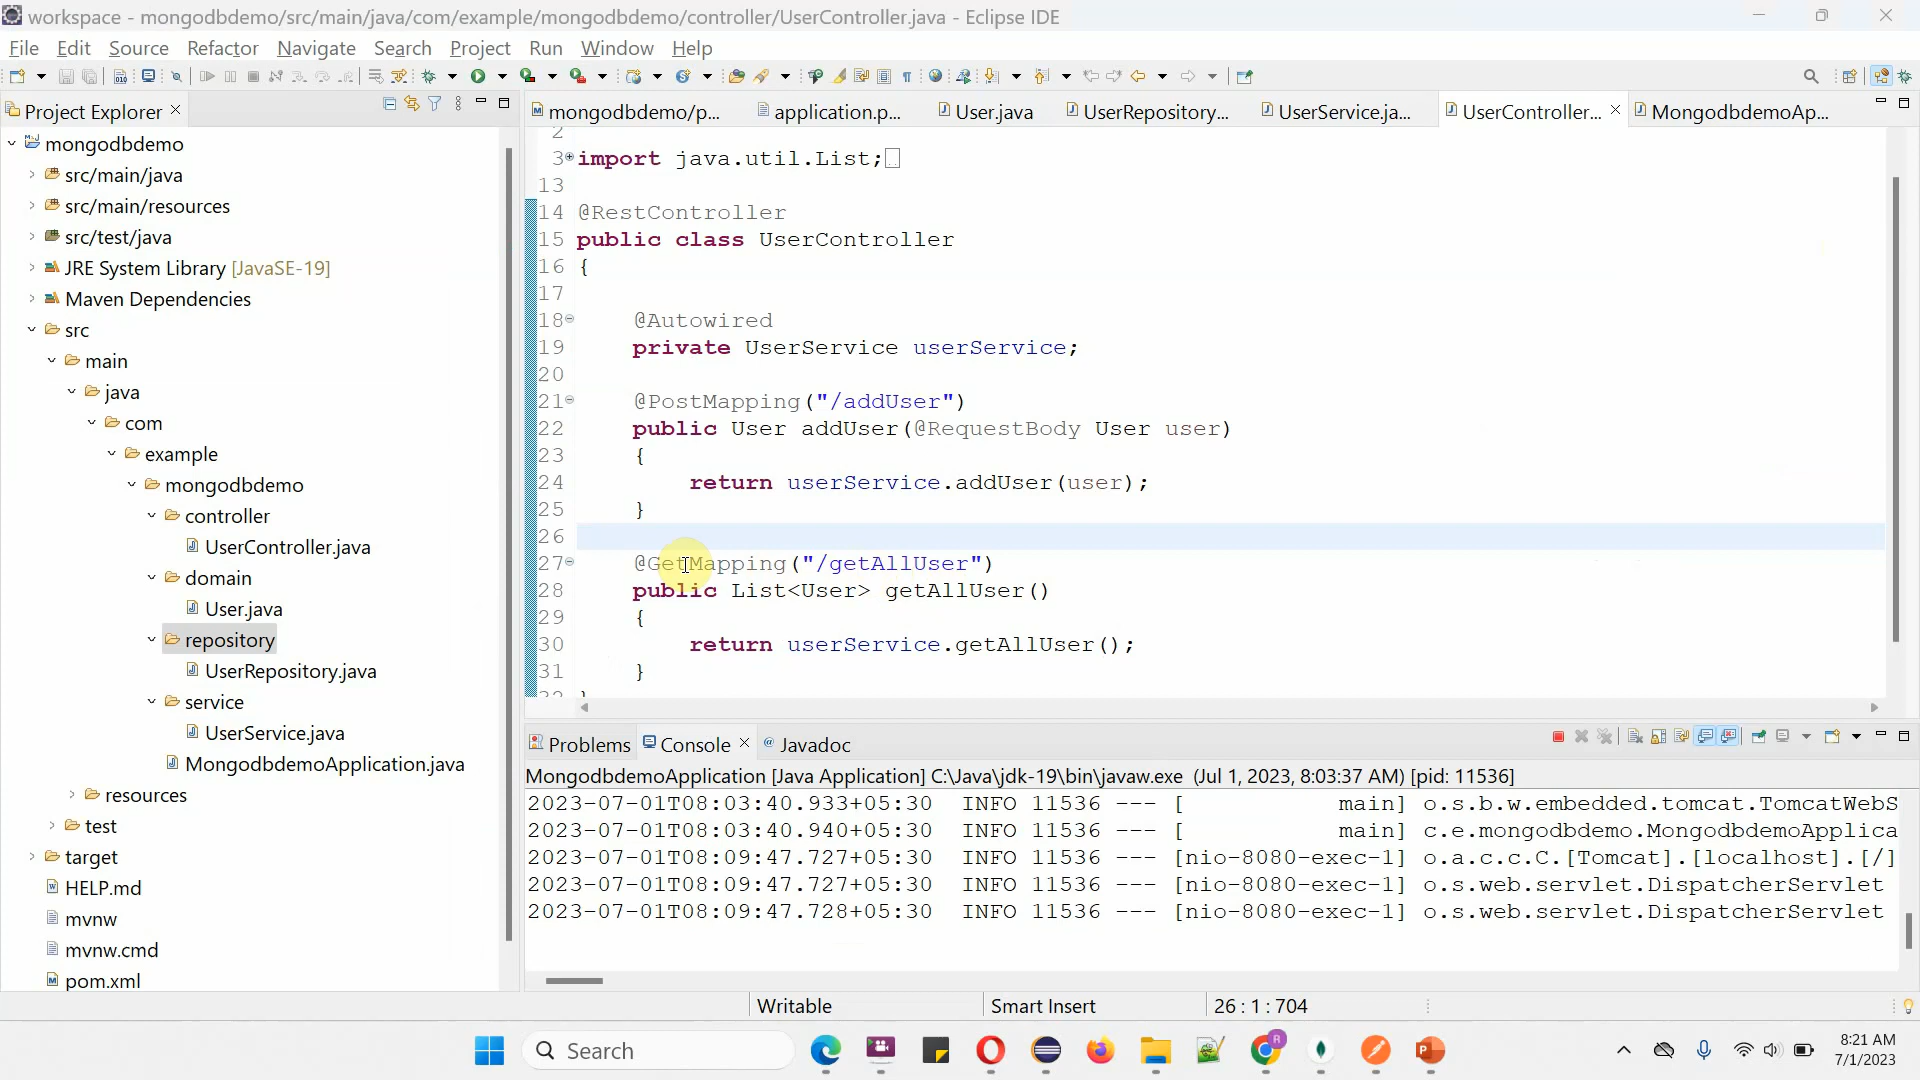 workspace - mongodbdemo/src/main/java/com/example/mongodbdemo/controller/UserController.java - Eclipse IDE
File Edit Source Refactor Navigate Search Project Run Window Help
Project Explorer
mongodbdemo/p... application.p... User.java UserRepository... UserService.ja... UserController... MongodbdemoAp...
mongodbdemo
src/main/java
src/main/resources
src/test/java
JRE System Library [JavaSE-19]
Maven Dependencies
src
main
java
com
example
mongodbdemo
controller
UserController.java
domain
User.java
repository
UserRepository.java
service
UserService.java
MongodbdemoApplication.java
resources
test
target
HELP.md
mvnw
mvnw.cmd
pom.xml
2
3 import java.util.List;
13
14 @RestController
15 public class UserController
16 {
17
18 @Autowired
19 private UserService userService;
20
21 @PostMapping("/addUser")
22 public User addUser(@RequestBody User user)
23 {
24 return userService.addUser(user);
25 }
26
27 @GetMapping("/getAllUser")
28 public List<User> getAllUser()
29 {
30 return userService.getAllUser();
31 }
32 }
Problems Console @ Javadoc
MongodbdemoApplication [Java Application] C:\Java\jdk-19\bin\javaw.exe (Jul 1, 2023, 8:03:37 AM) [pid: 11536]
2023-07-01T08:03:40.933+05:30 INFO 11536 --- [ main] o.s.b.w.embedded.tomcat.TomcatWebS
2023-07-01T08:03:40.940+05:30 INFO 11536 --- [ main] c.e.mongodbdemo.MongodbdemoApplica
2023-07-01T08:09:47.727+05:30 INFO 11536 --- [nio-8080-exec-1] o.a.c.c.C.[Tomcat].[localhost].[/]
2023-07-01T08:09:47.727+05:30 INFO 11536 --- [nio-8080-exec-1] o.s.web.servlet.DispatcherServlet
2023-07-01T08:09:47.728+05:30 INFO 11536 --- [nio-8080-exec-1] o.s.web.servlet.DispatcherServlet
Writable Smart Insert 26 : 1 : 704
Search
8:21 AM
7/1/2023